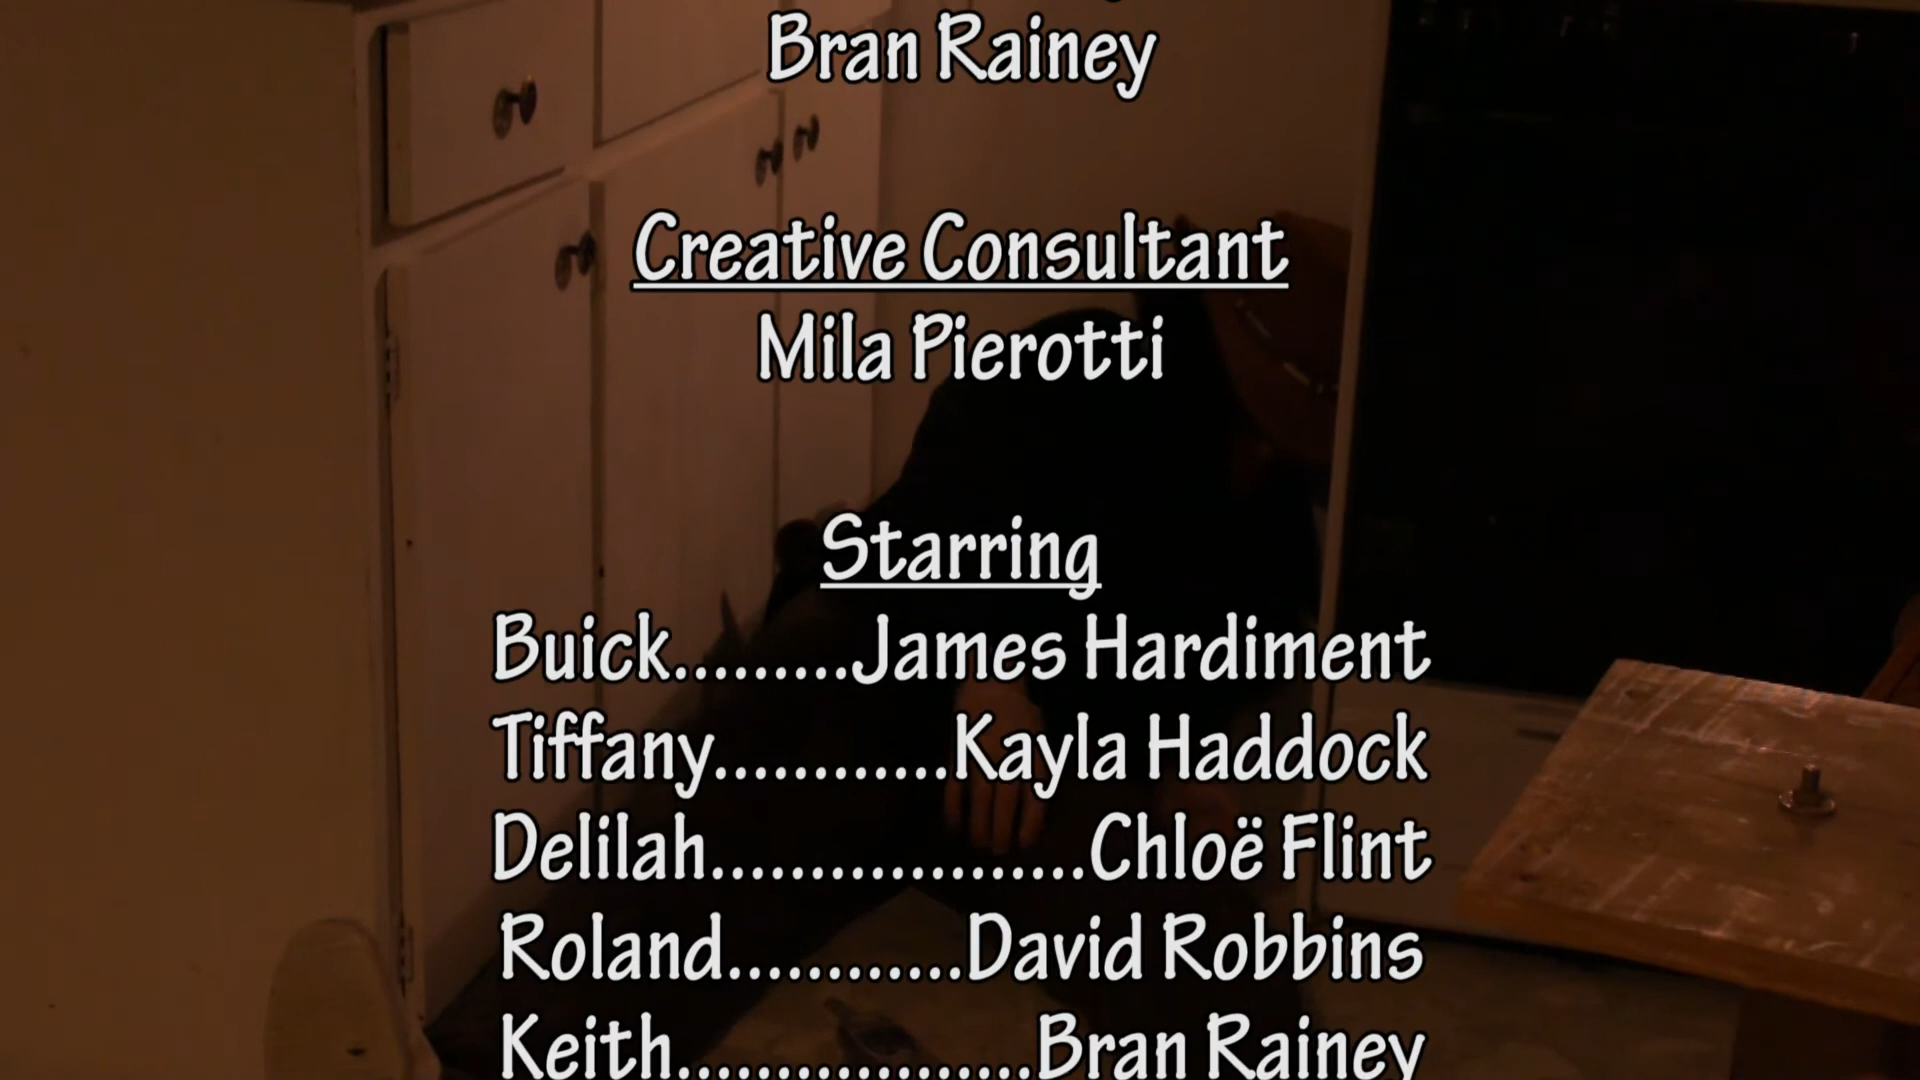 Bran Rainey
Creative Consultant
Mila Pierotti
Starring
Buick.........James Hardiment
Tiffany............Kayla Haddock
Delilah...................Chloë Flint
Roland............David Robbins
Keith..................Bran Rainey